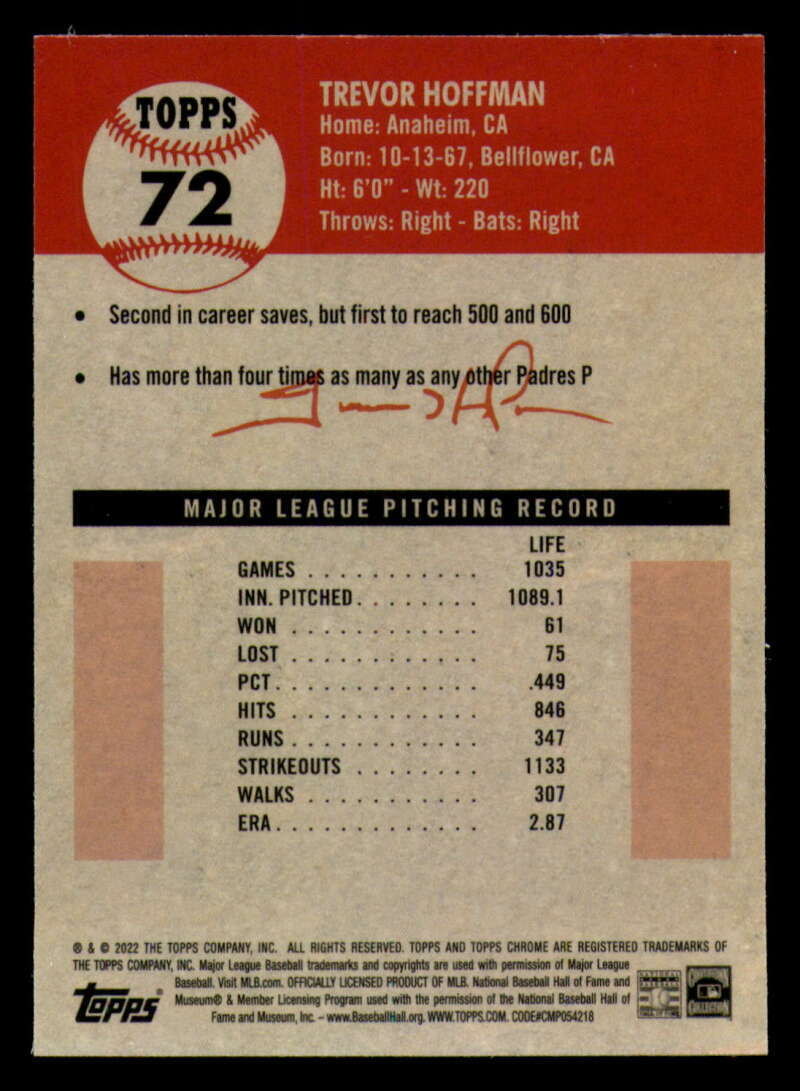 TOPPS
72
TREVOR HOFFMAN
Home: Anaheim, CA
Born: 10-13-67, Bellflower, CA
Ht: 6'0" - Wt: 220
Throws: Right - Bats: Right
• Second in career saves, but first to reach 500 and 600
• Has more than four times as many as any other Padres P
MAJOR LEAGUE PITCHING RECORD
LIFE
GAMES . . . . . . . . . . . 1035
INN. PITCHED. . . . . . . . 1089.1
WON . . . . . . . . . . . . 61
LOST . . . . . . . . . . . . 75
PCT. . . . . . . . . . . . . .449
HITS . . . . . . . . . . . . 846
RUNS . . . . . . . . . . . . 347
STRIKEOUTS . . . . . . . . 1133
WALKS . . . . . . . . . . . 307
ERA. . . . . . . . . . . . . 2.87
® & © 2022 THE TOPPS COMPANY, INC. ALL RIGHTS RESERVED. TOPPS AND TOPPS CHROME ARE REGISTERED TRADEMARKS OF
THE TOPPS COMPANY, INC. Major League Baseball trademarks and copyrights are used with permission of Major League
Baseball. Visit MLB.com. OFFICIALLY LICENSED PRODUCT OF MLB. National Baseball Hall of Fame and
Museum® & Member Licensing Program used with the permission of the National Baseball Hall of
Fame and Museum, Inc. – www.BaseballHall.org. WWW.TOPPS.COM. CODE#CMP054218
Topps®